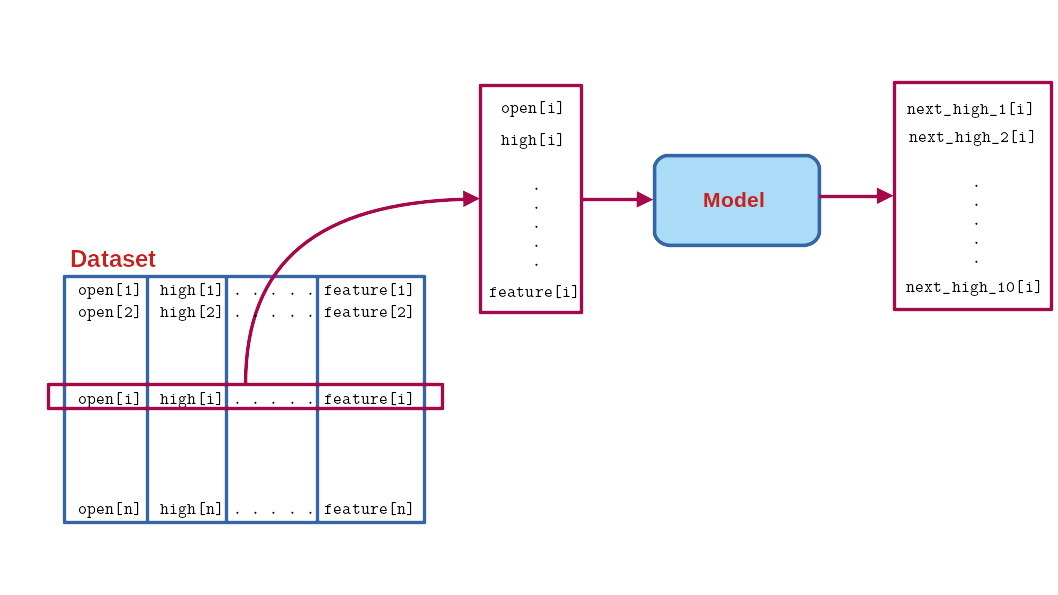 open[i]
high[i]
.
.
.
.
.
feature[i]
Model
next_high_1[i]
next_high_2[i]
.
.
.
.
.
next_high_10[i]
Dataset
open[1] high[1] . . . . . feature[1]
open[2] high[2] . . . . . feature[2]
open[i] high[i] . . . . . feature[i]
open[n] high[n] . . . . . feature[n]